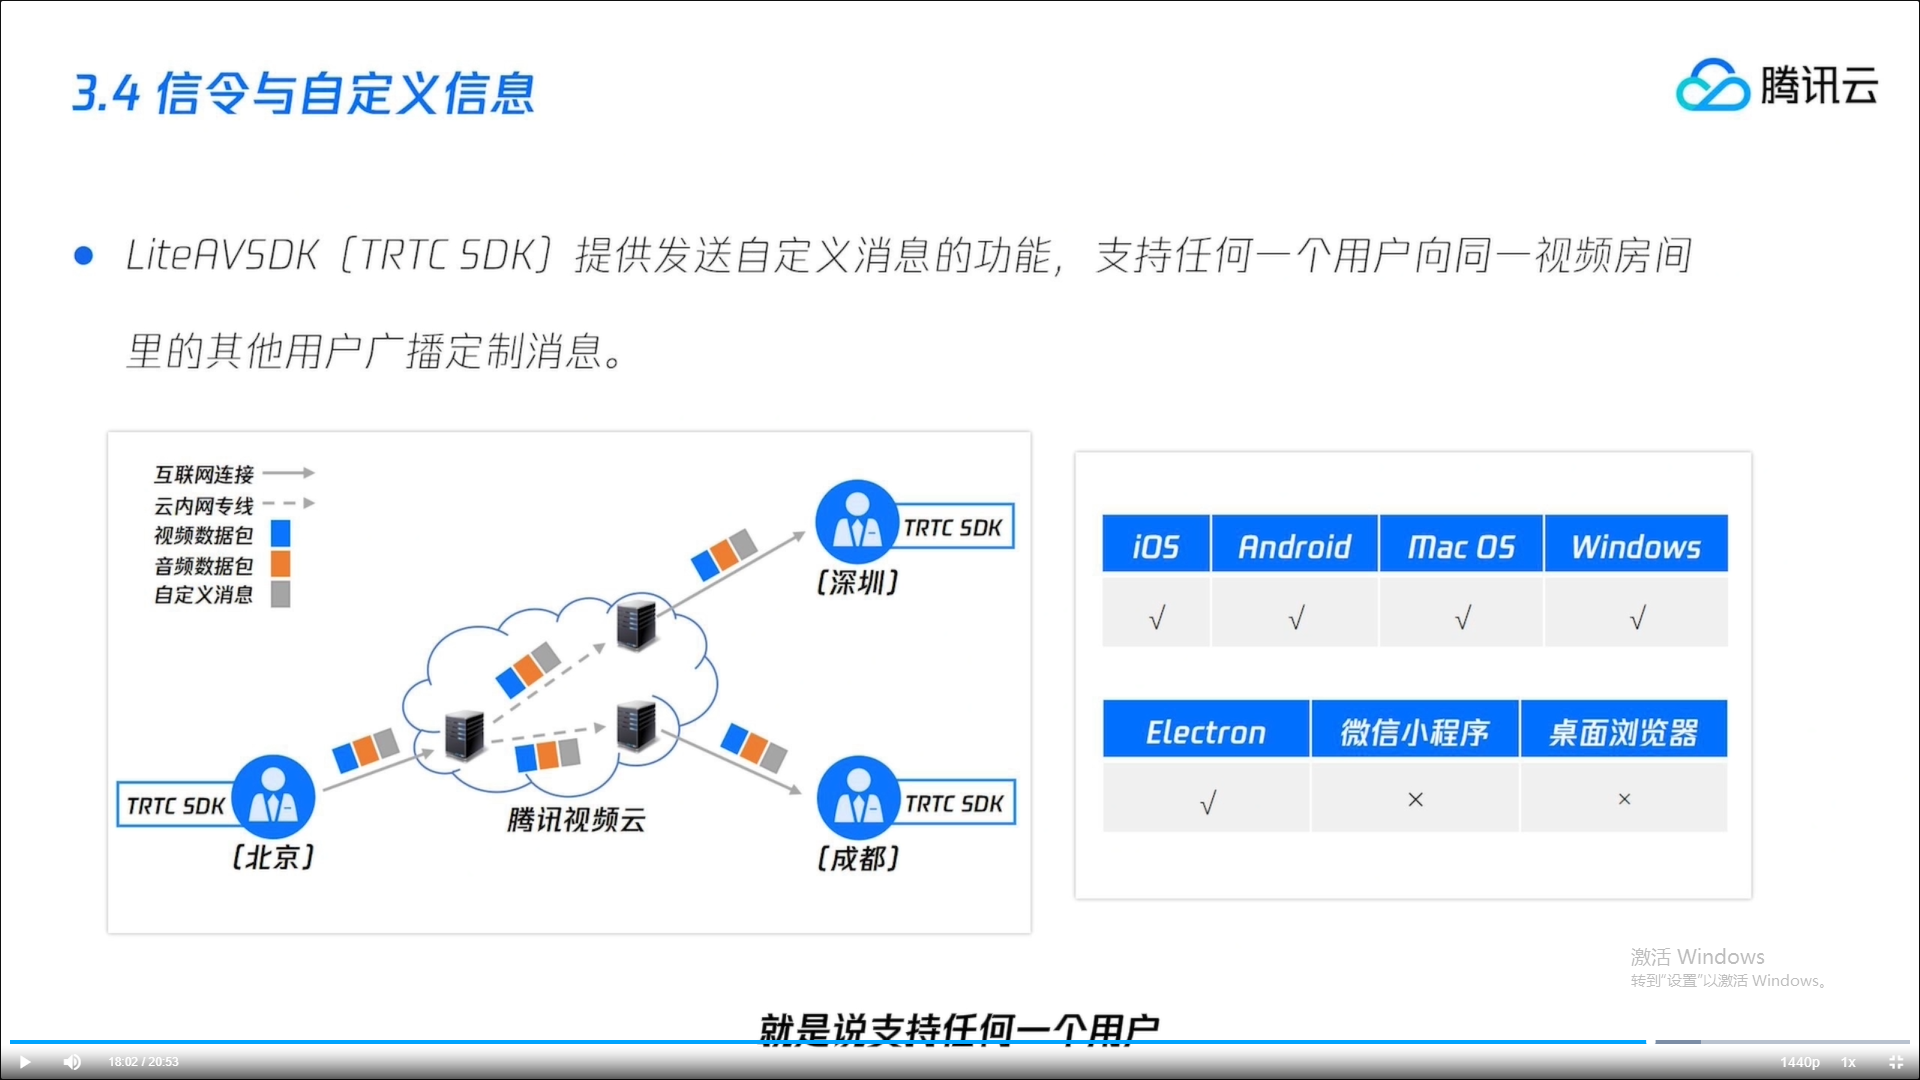 3.4 信令与自定义信息
腾讯云
LiteAVSDK（TRTC SDK）提供发送自定义消息的功能，支持任何一个用户向同一视频房间
里的其他用户广播定制消息。
互联网连接
云内网专线
视频数据包
音频数据包
自定义消息
TRTC SDK
（深圳）
TRTC SDK
（北京）
腾讯视频云
TRTC SDK
（成都）
iOS Android Mac OS Windows
√ √ √ √
Electron 微信小程序 桌面浏览器
√ × ×
激活 Windows
转到“设置”以激活 Windows。
就是说支持任何一个用户
18:02 / 20:53
1440p 1x